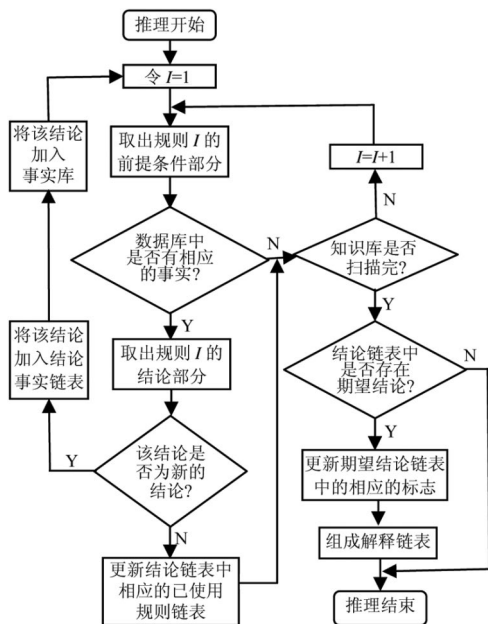 推理开始
令 I=1
将该结论
加入
事实库
取出规则 I 的
前提条件部分
I=I+1
N
数据库中
是否有相应
的事实?
N
知识库是否
扫描完?
Y
Y
将该结论
加入结论
事实链表
取出规则 I 的
结论部分
结论链表中
是否存在
期望结论?
N
Y
该结论是
否为新的
结论?
Y
更新期望结论链表
中的相应的标志
N
组成解释链表
更新结论链表中
相应的已使用
规则链表
推理结束